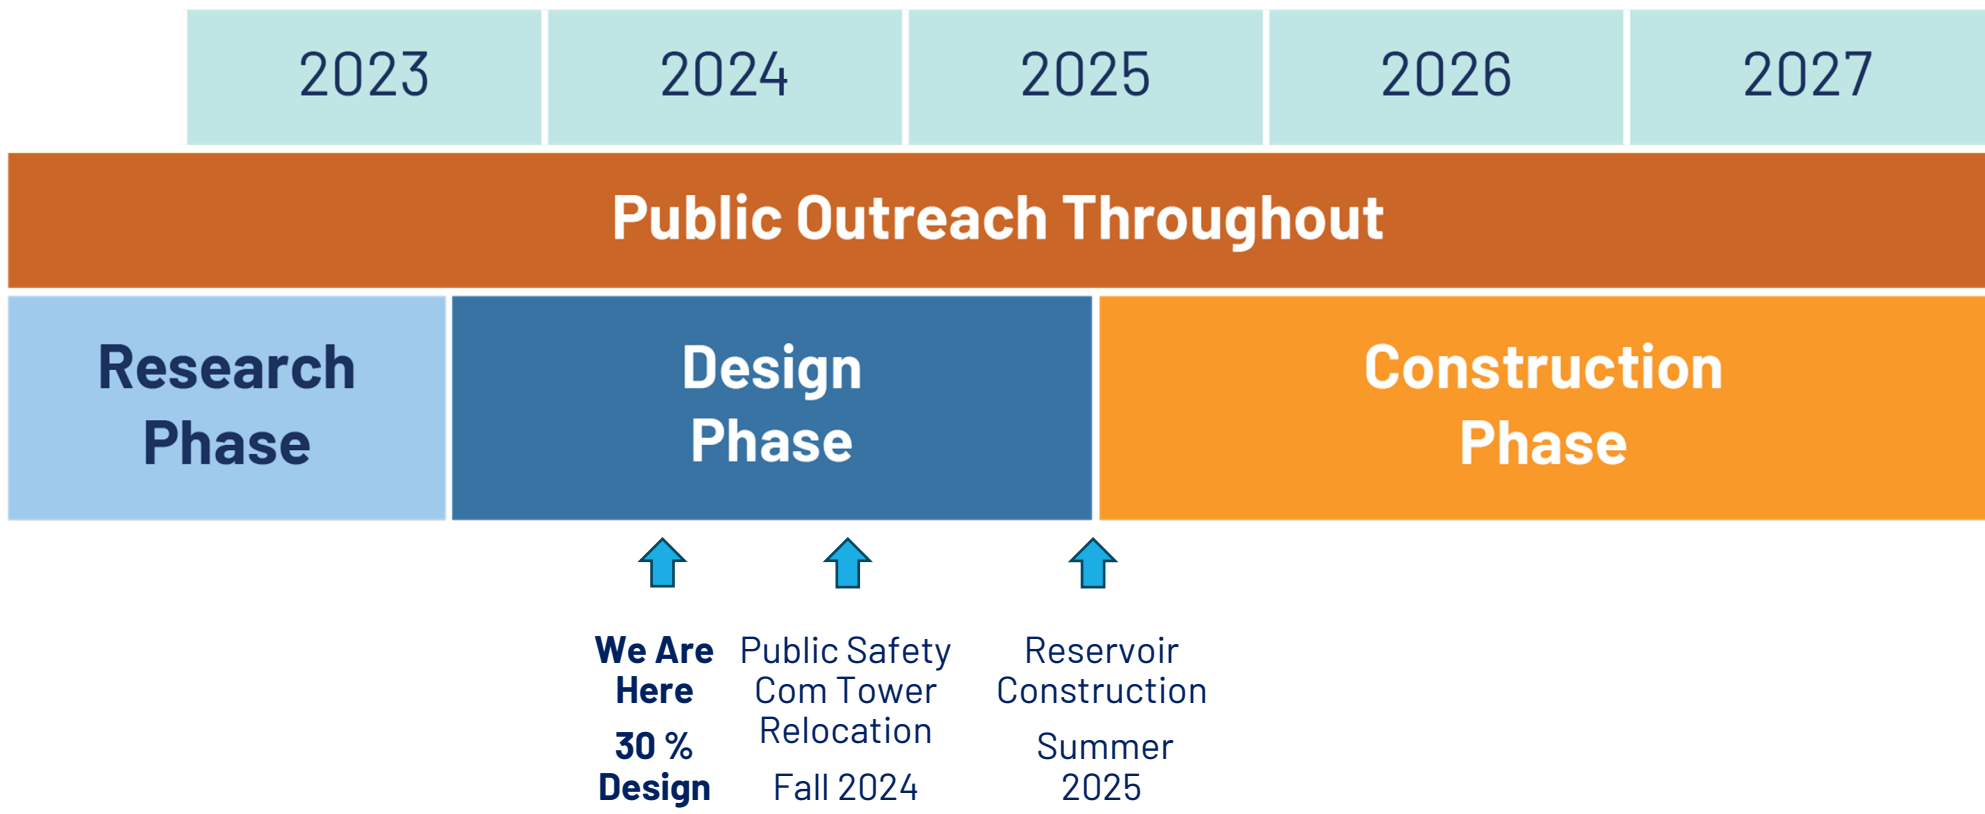 2023 2024 2025 2026 2027
Public Outreach Throughout
Research
Phase
Design
Phase
Construction
Phase
We Are
Here
30 %
Design
Public Safety
Com Tower
Relocation
Fall 2024
Reservoir
Construction
Summer
2025